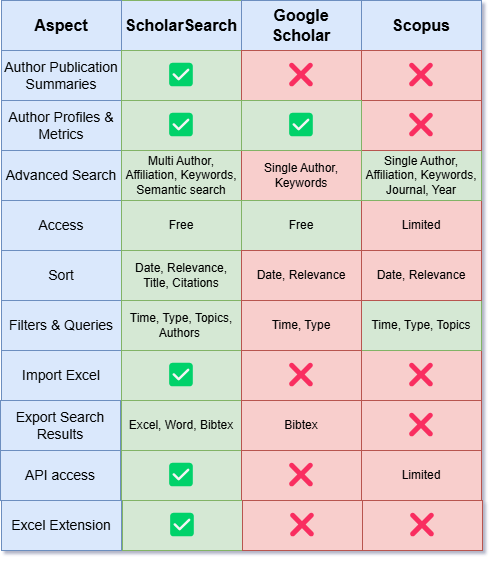 Aspect
ScholarSearch
Google
Scholar
Scopus
Author Publication
Summaries
Author Profiles &
Metrics
Advanced Search
Multi Author,
Affiliation, Keywords,
Semantic search
Single Author,
Keywords
Single Author,
Affiliation, Keywords,
Journal, Year
Access
Free
Free
Limited
Sort
Date, Relevance,
Title, Citations
Date, Relevance
Date, Relevance
Filters & Queries
Time, Type, Topics,
Authors
Time, Type
Time, Type, Topics
Import Excel
Export Search
Results
Excel, Word, Bibtex
Bibtex
API access
Limited
Excel Extension